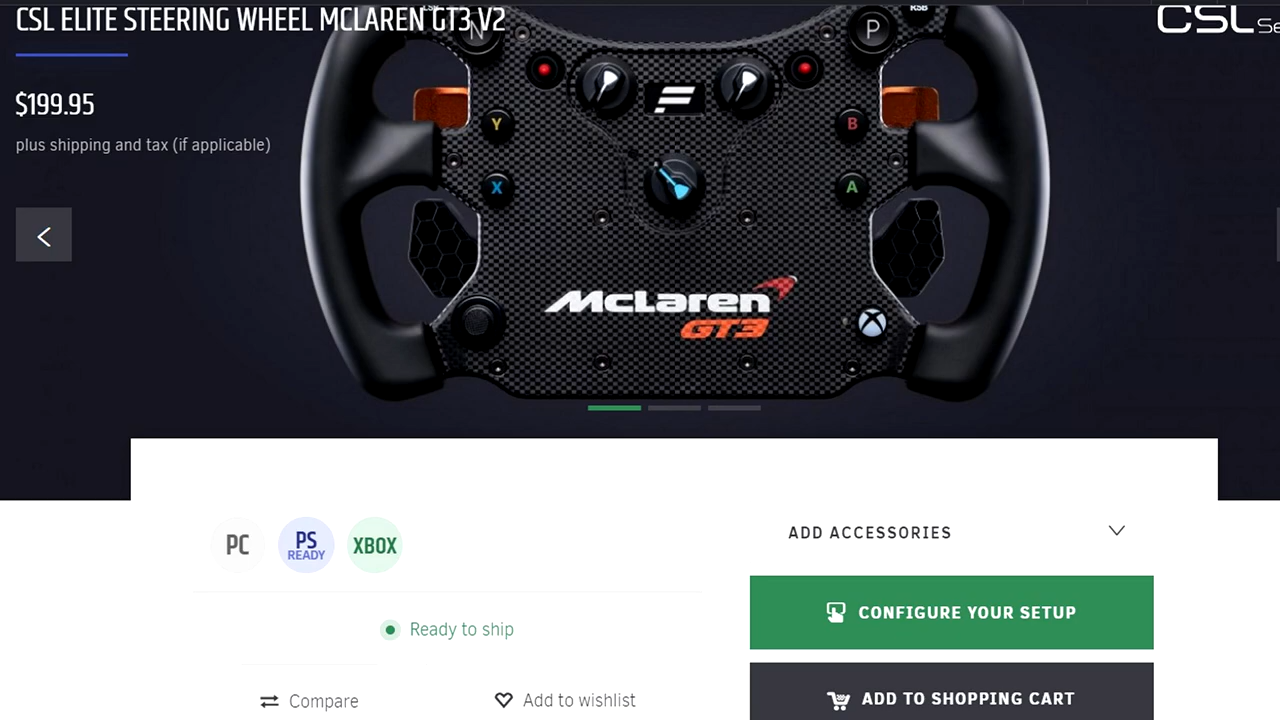 CSL ELITE STEERING WHEEL MCLAREN GT3 V2
$199.95
plus shipping and tax (if applicable)
CSL
RSB
N
P
Y
B
X
A
McLaren
GT3
PC
PS
READY
XBOX
Ready to ship
Compare
Add to wishlist
ADD ACCESSORIES
CONFIGURE YOUR SETUP
ADD TO SHOPPING CART